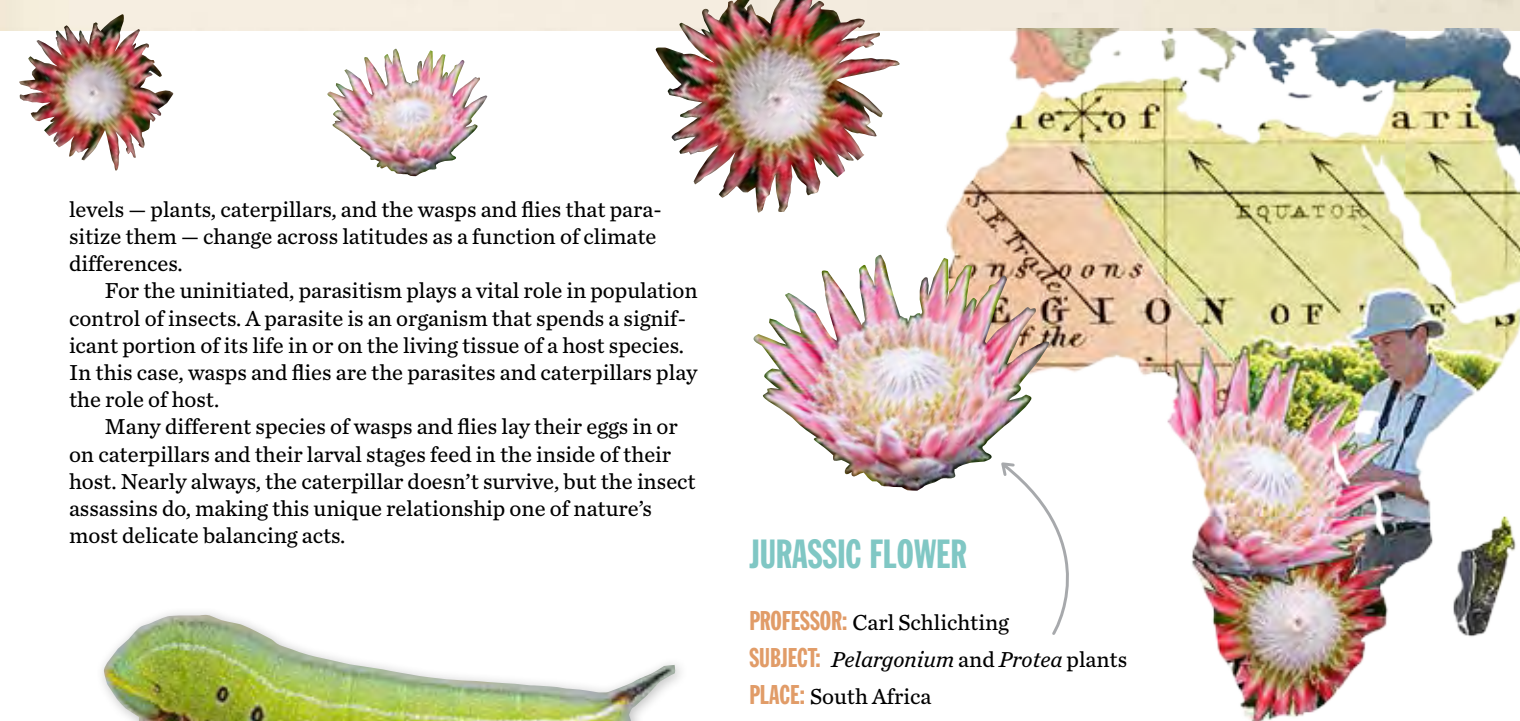 levels — plants, caterpillars, and the wasps and flies that para-
sitize them — change across latitudes as a function of climate
differences.
For the uninitiated, parasitism plays a vital role in population
control of insects. A parasite is an organism that spends a signif-
icant portion of its life in or on the living tissue of a host species.
In this case, wasps and flies are the parasites and caterpillars play
the role of host.
Many different species of wasps and flies lay their eggs in or
on caterpillars and their larval stages feed in the inside of their
host. Nearly always, the caterpillar doesn’t survive, but the insect
assassins do, making this unique relationship one of nature’s
most delicate balancing acts.
of
EQUATOR
S.E. Trades
OF
the
JURASSIC FLOWER
PROFESSOR: Carl Schlichting
SUBJECT: Pelargonium and Protea plants
PLACE: South Africa